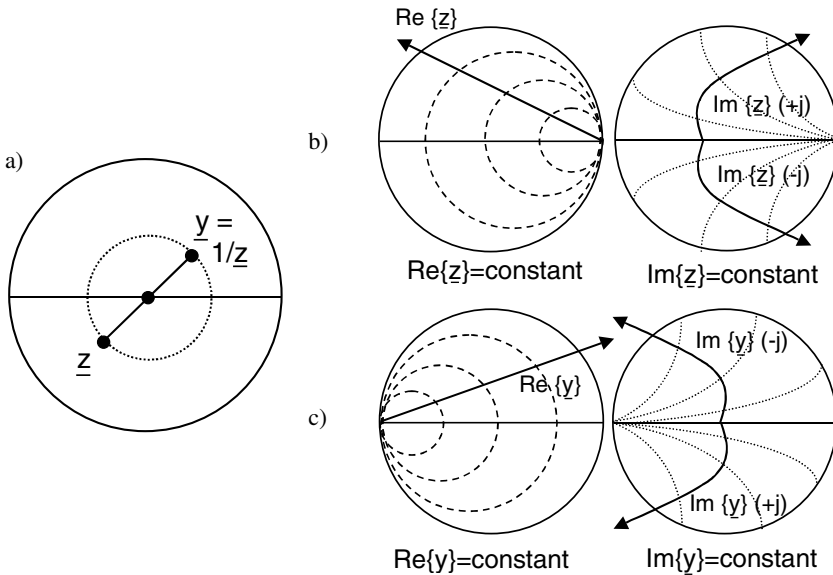 a)
y =
1/z
z
b)
Re {z}
Im {z} (+j)
Im {z} (-j)
Re{z}=constant
Im{z}=constant
c)
Re {y}
Im {y} (-j)
Im {y} (+j)
Re{y}=constant
Im{y}=constant